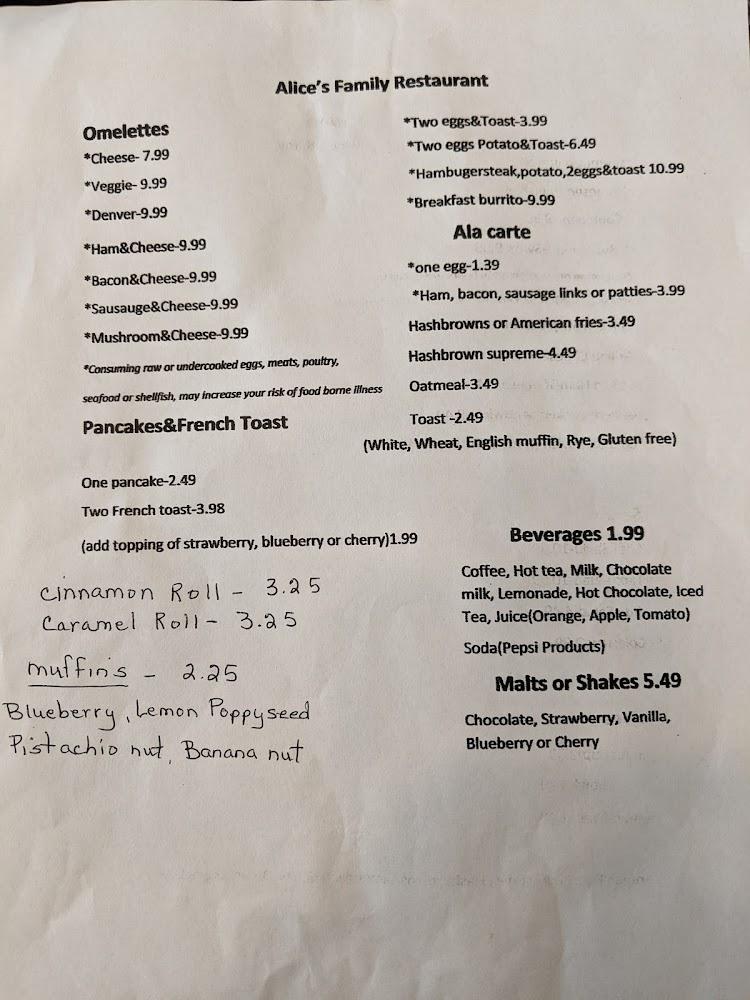 Alice's Family Restaurant
Omelettes
*Cheese- 7.99
*Veggie- 9.99
*Denver-9.99
*Ham&Cheese-9.99
*Bacon&Cheese-9.99
*Sausauge&Cheese-9.99
*Mushroom&Cheese-9.99
*Consuming raw or undercooked eggs, meats, poultry,
seafood or shellfish, may increase your risk of food borne illness
Pancakes&French Toast
One pancake-2.49
Two French toast-3.98
(add topping of strawberry, blueberry or cherry)1.99
Cinnamon Roll - 3.25
Caramel Roll - 3.25
muffin's - 2.25
Blueberry, Lemon Poppyseed
Pistachio nut, Banana nut
*Two eggs&Toast-3.99
*Two eggs Potato&Toast-6.49
*Hambugersteak,potato,2eggs&toast 10.99
*Breakfast burrito-9.99
Ala carte
*one egg-1.39
*Ham, bacon, sausage links or patties-3.99
Hashbrowns or American fries-3.49
Hashbrown supreme-4.49
Oatmeal-3.49
Toast -2.49
(White, Wheat, English muffin, Rye, Gluten free)
Beverages 1.99
Coffee, Hot tea, Milk, Chocolate
milk, Lemonade, Hot Chocolate, Iced
Tea, Juice(Orange, Apple, Tomato)
Soda(Pepsi Products)
Malts or Shakes 5.49
Chocolate, Strawberry, Vanilla,
Blueberry or Cherry